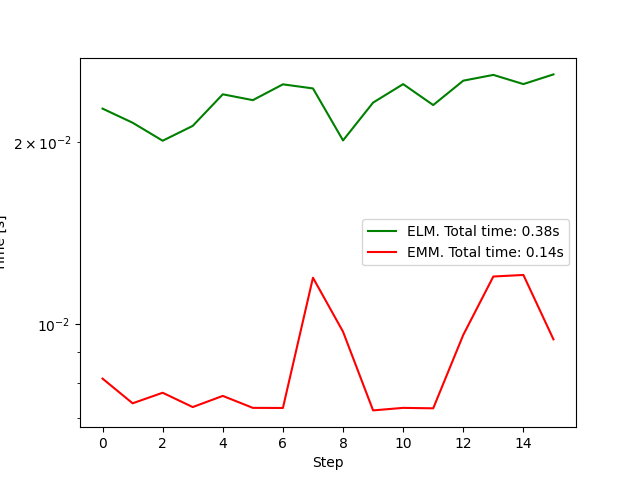 2 × 10⁻²
10⁻²
Time [s]
ELM. Total time: 0.38s
EMM. Total time: 0.14s
0 2 4 6 8 10 12 14
Step